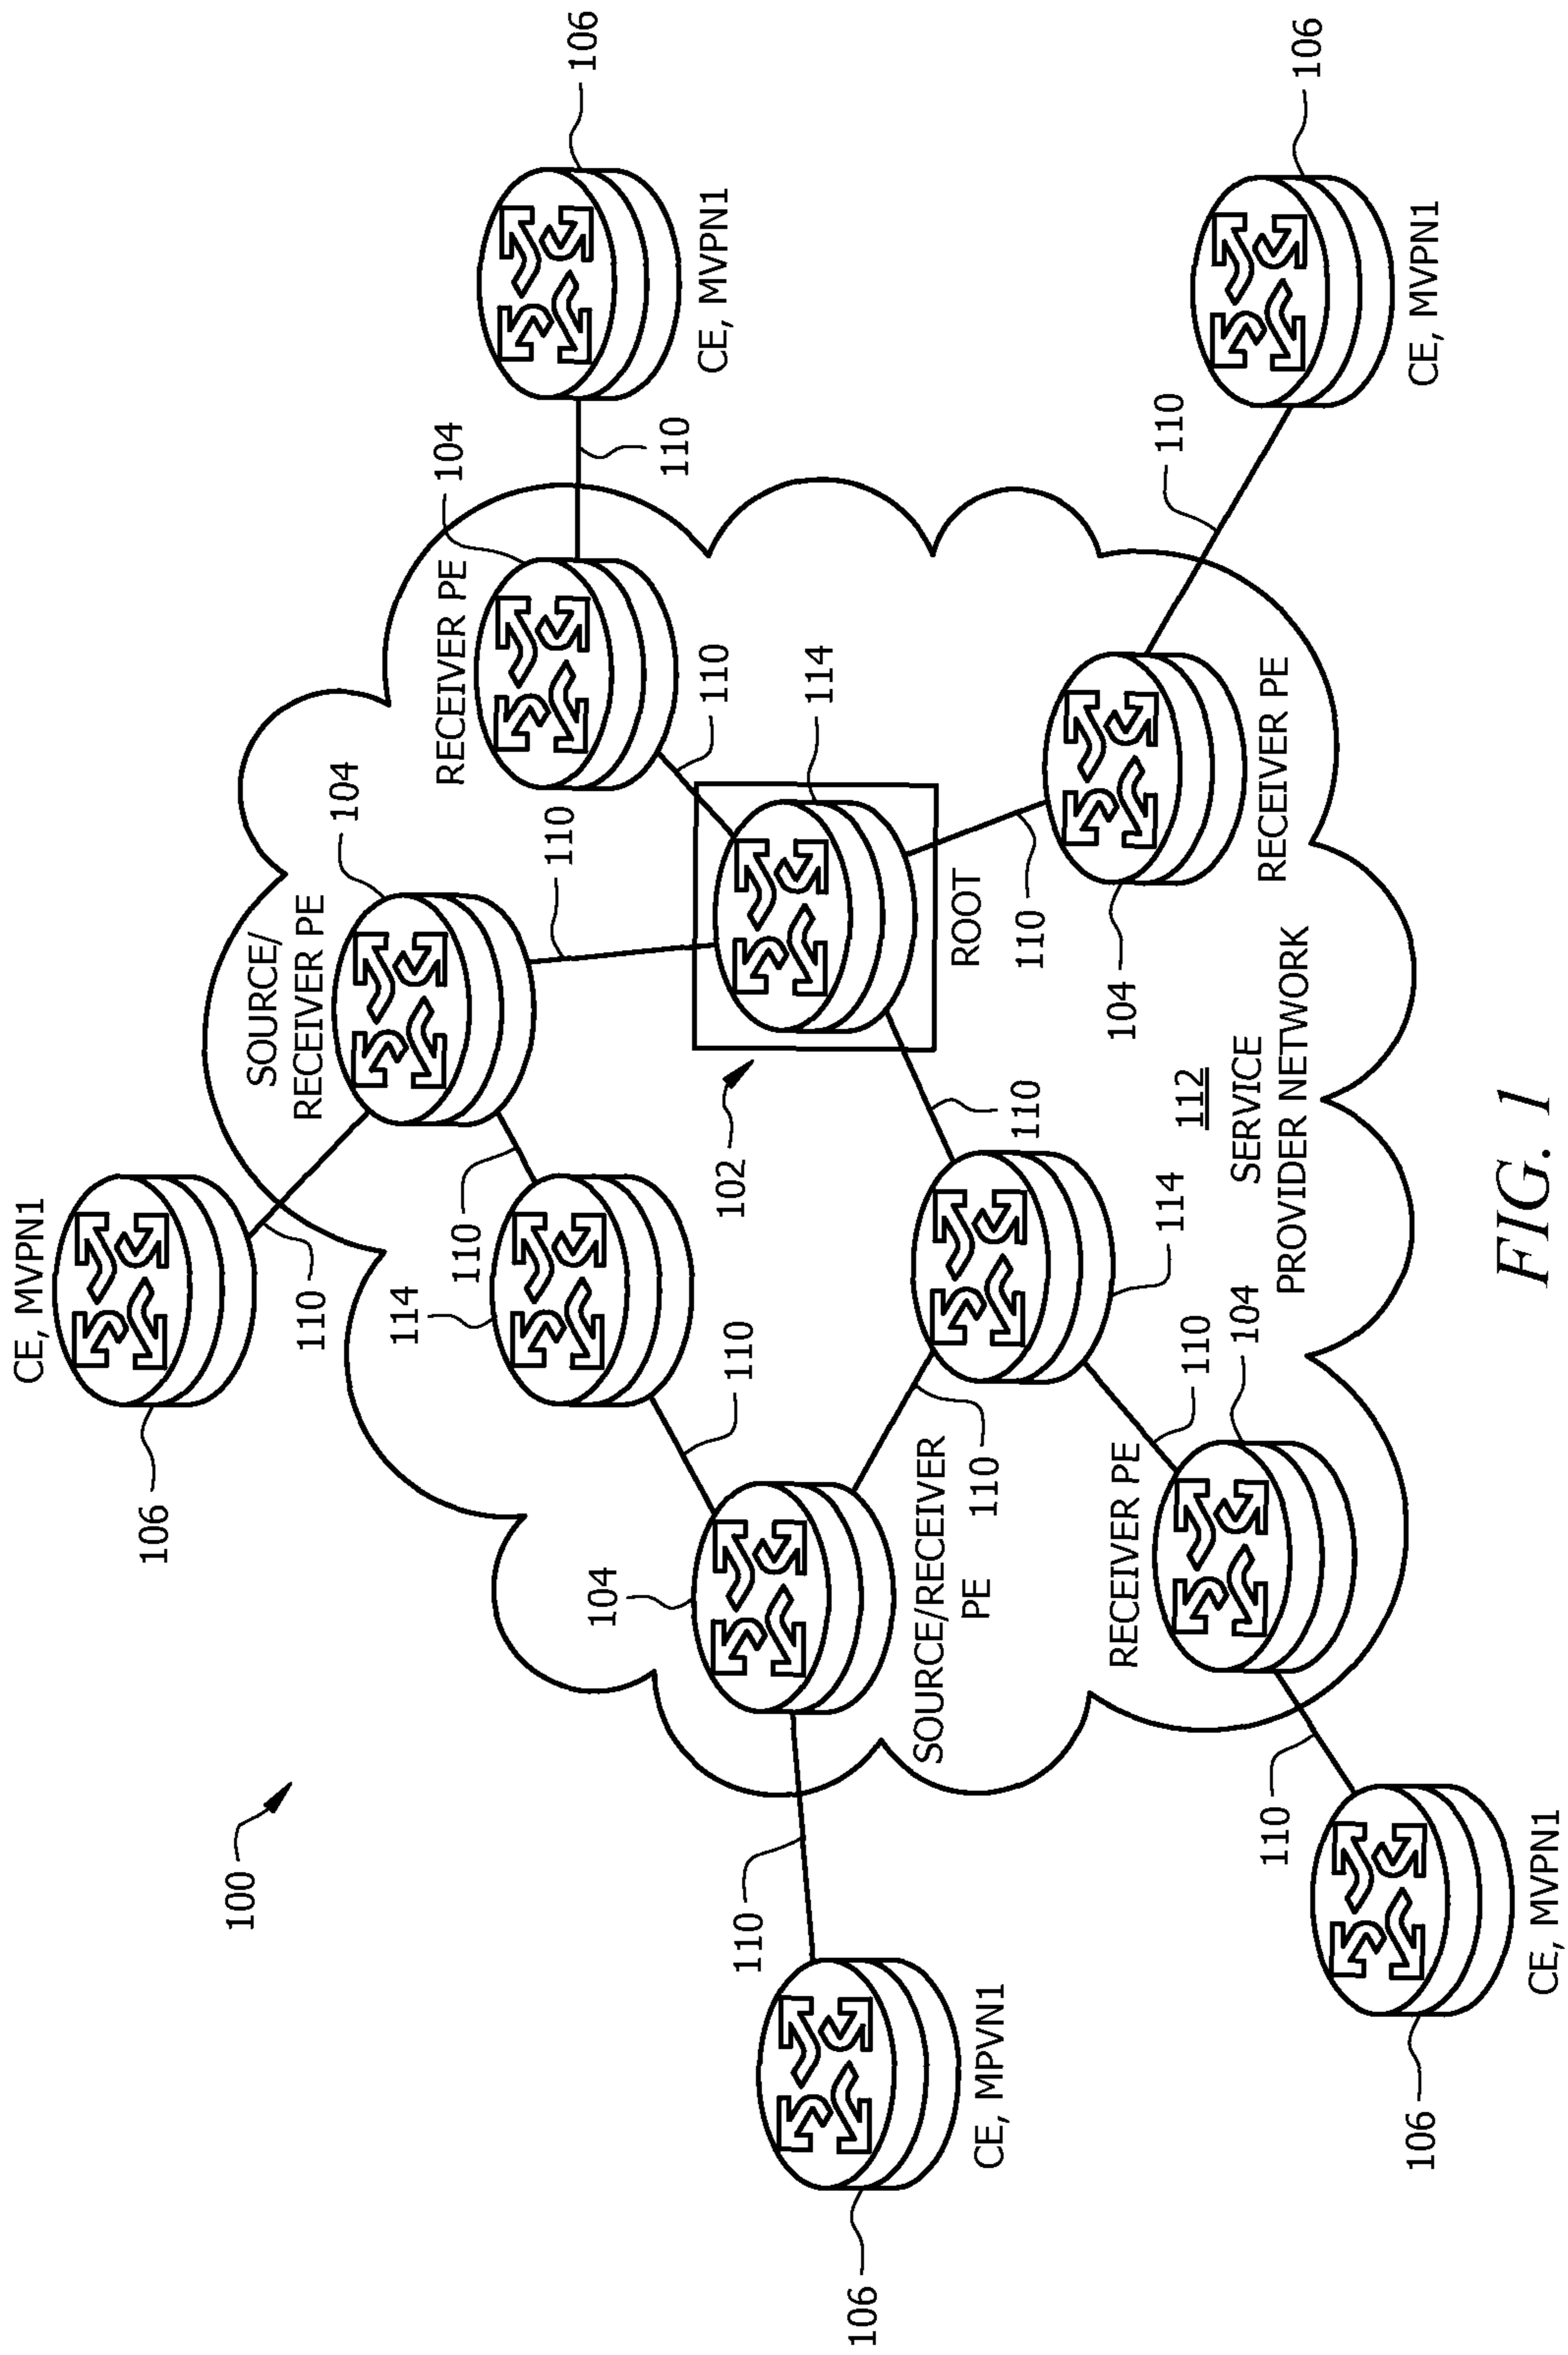 CE, MVPN1
106
100
SOURCE/
RECEIVER PE
110
104
114
RECEIVER PE
104
110
110
106
104
110
110
CE, MVPN1
102
110
110
114
106
SOURCE/RECEIVER
PE
ROOT
110
CE, MPVN1
110
110
104
RECEIVER PE
114
110
112
110
104
SERVICE
PROVIDER NETWORK
RECEIVER PE
110
106
106
CE, MVPN1
FIG. 1
CE, MVPN1